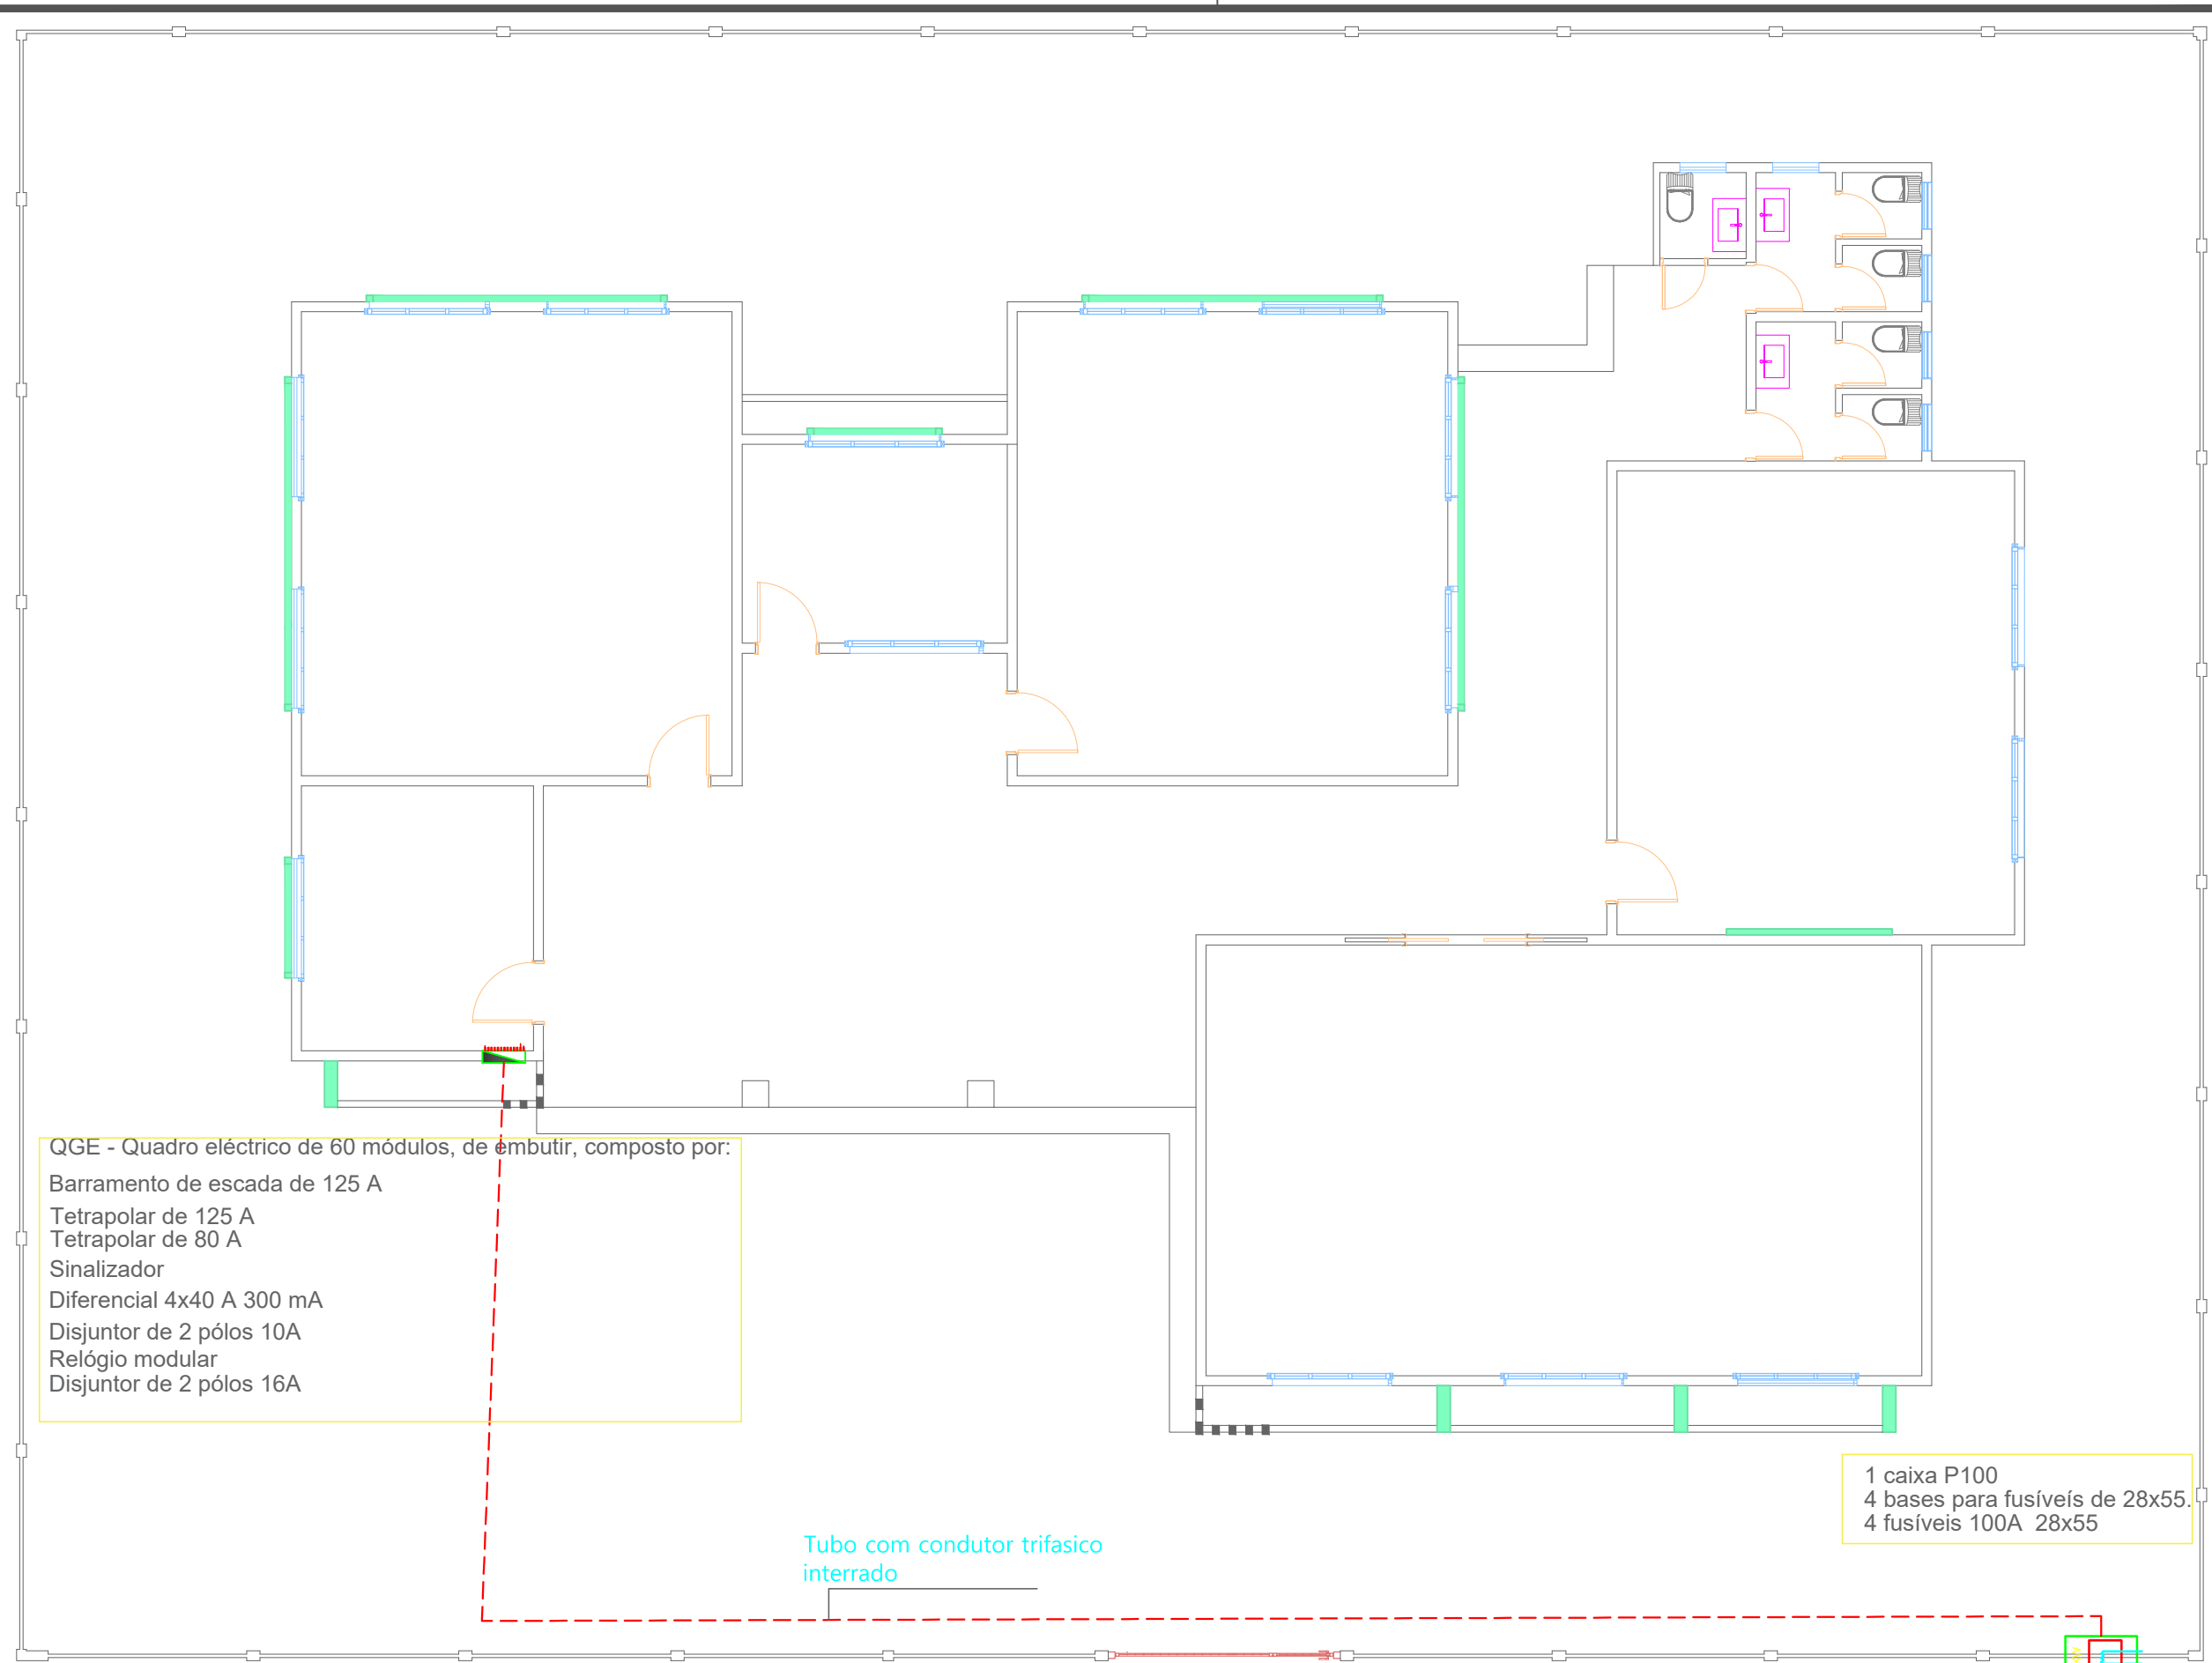 QGE - Quadro eléctrico de 60 módulos, de embutir, composto por:
Barramento de escada de 125 A
Tetrapolar de 125 A
Tetrapolar de 80 A
Sinalizador
Diferencial 4x40 A 300 mA
Disjuntor de 2 pólos 10A
Relógio modular
Disjuntor de 2 pólos 16A
1 caixa P100
4 bases para fusíveís de 28x55.
4 fusíveis 100A 28x55
Tubo com condutor trifasico
interrado